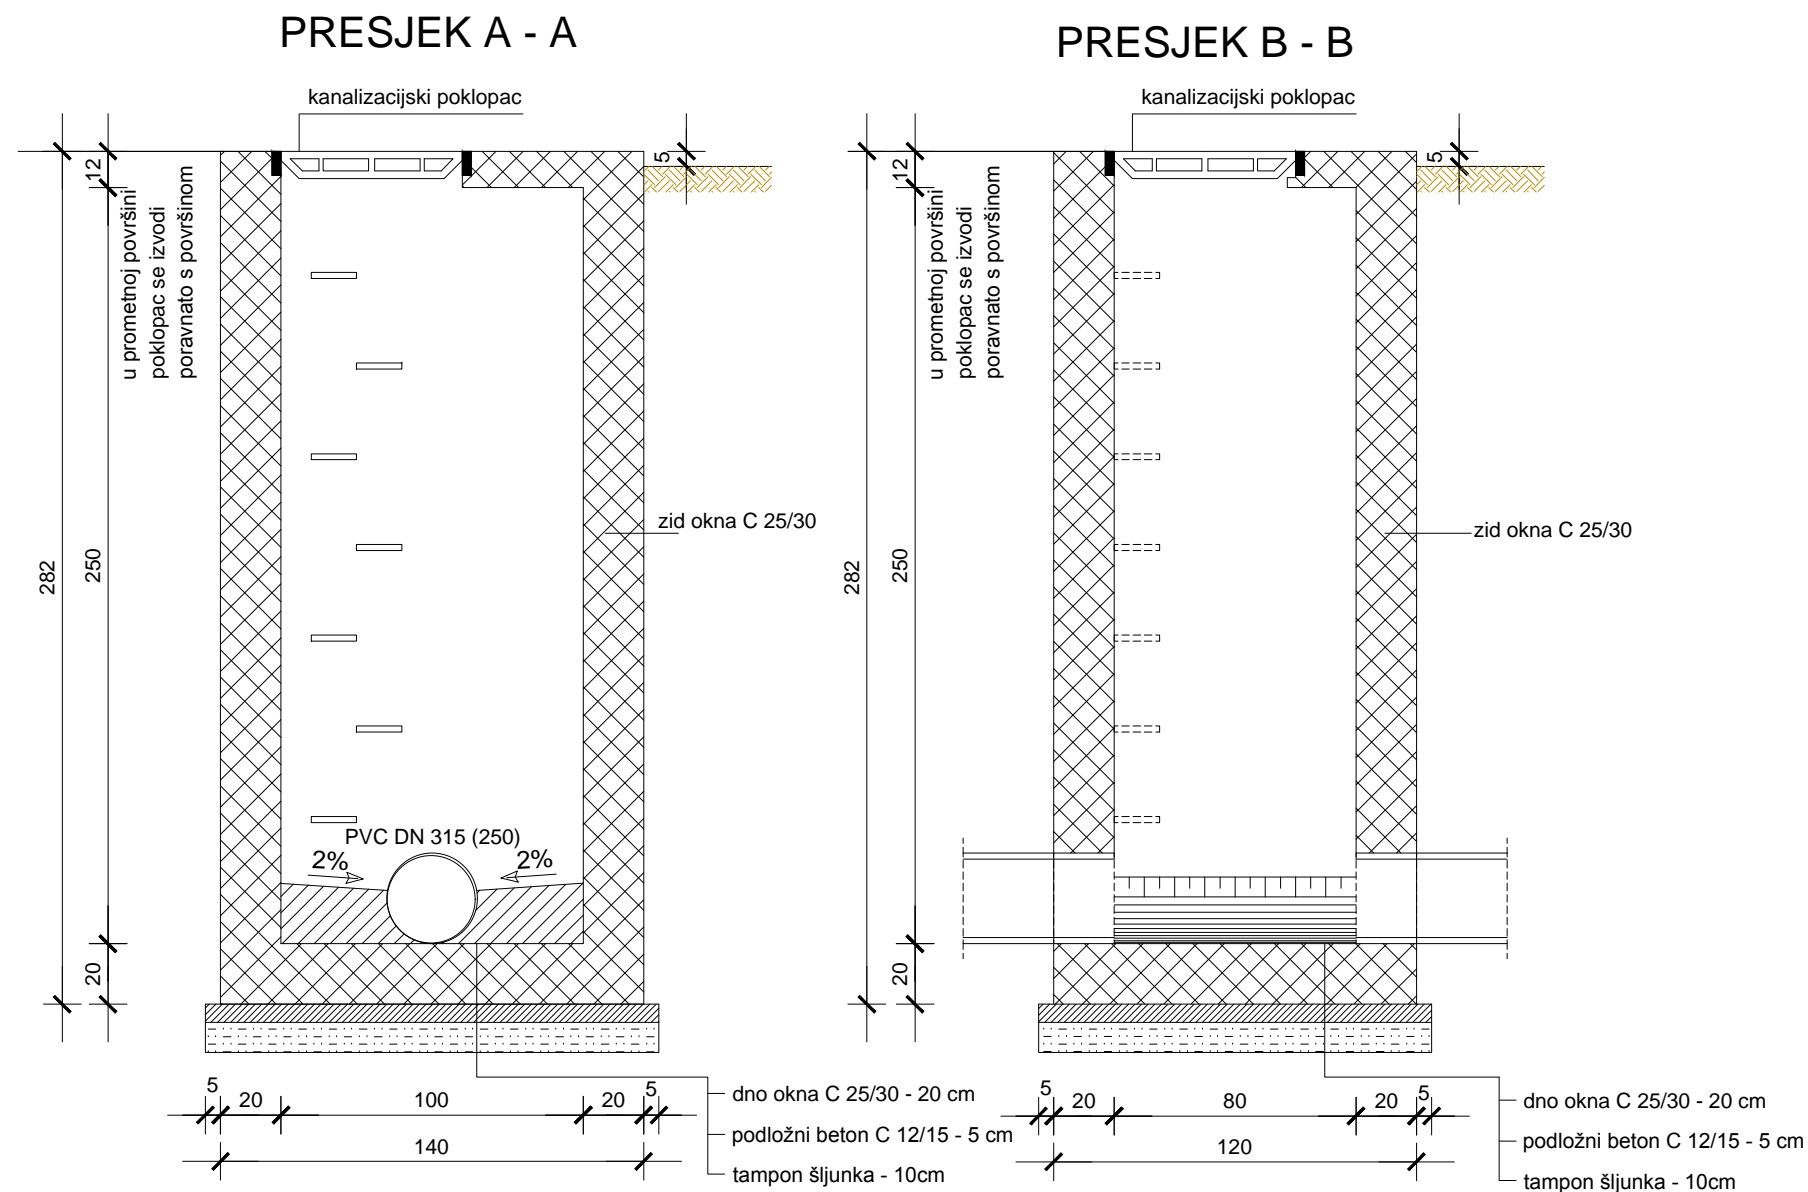 PRESJEK A - A
kanalizacijski poklopac
5
12
u prometnoj površini
poklopac se izvodi
poravnato s površinom
zid okna C 25/30
282
250
PVC DN 315 (250)
2%
2%
20
5
20
100
20
5
140
dno okna C 25/30 - 20 cm
podložni beton C 12/15 - 5 cm
tampon šljunka - 10cm
PRESJEK B - B
kanalizacijski poklopac
5
12
u prometnoj površini
poklopac se izvodi
poravnato s površinom
zid okna C 25/30
282
250
20
5
20
80
20
5
120
dno okna C 25/30 - 20 cm
podložni beton C 12/15 - 5 cm
tampon šljunka - 10cm